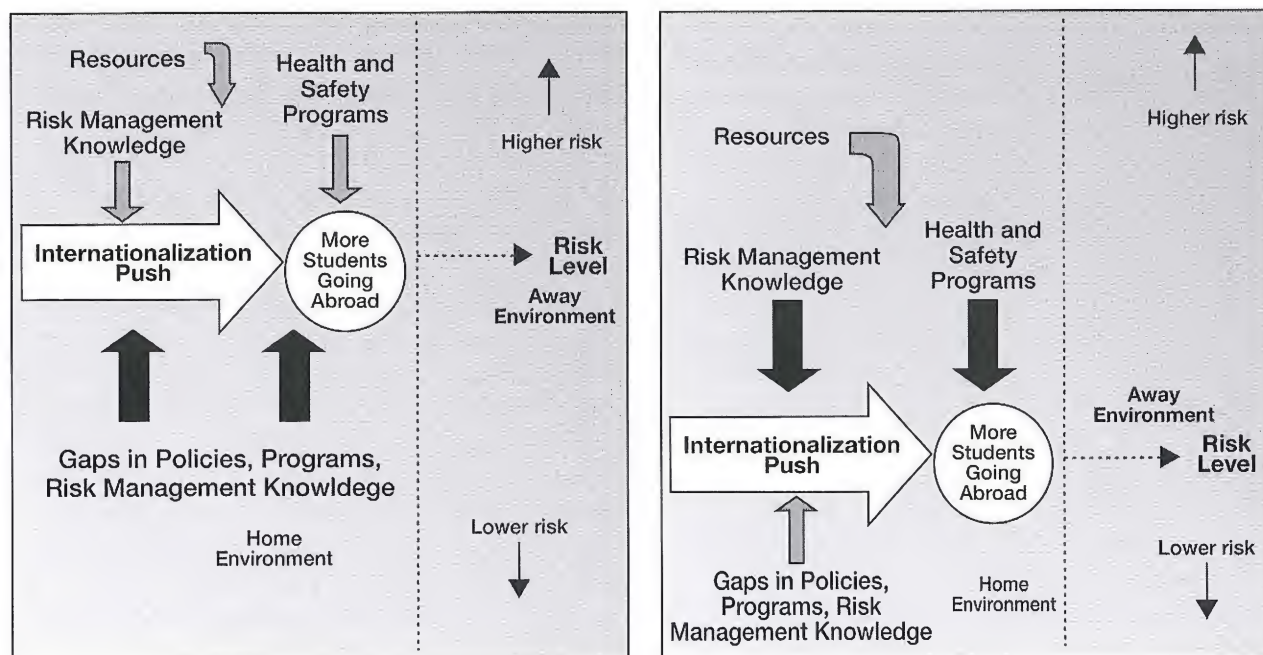 Resources
Health and
Safety
Programs
Risk Management
Knowledge
Higher risk
Internationalization
Push
More
Students
Going
Abroad
Risk
Level
Away
Environment
Gaps in Policies, Programs,
Risk Management Knowldege
Home
Environment
Lower risk
Higher risk
Resources
Risk Management
Knowledge
Health and
Safety
Programs
Away
Environment
Internationalization
Push
More
Students
Going
Abroad
Risk
Level
Gaps in Policies,
Programs, Risk
Management Knowledge
Home
Environment
Lower risk